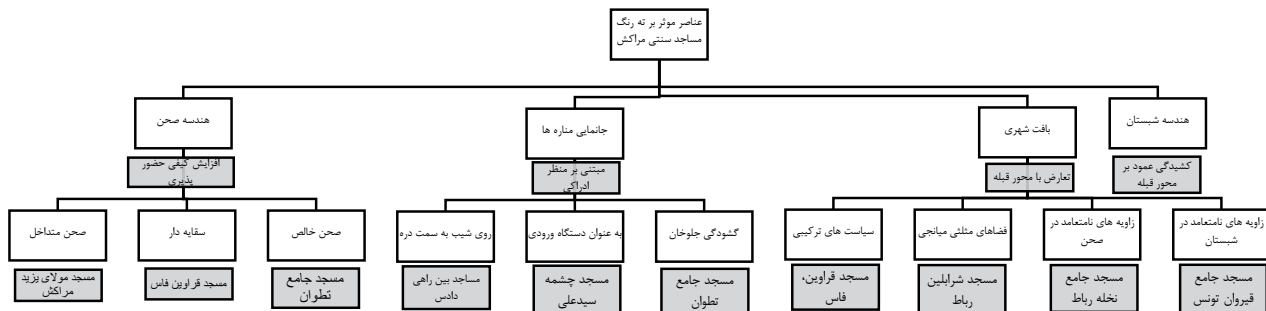 عناصر موثر بر ته رنگ
مساجد سنتی مراکش
هندسه شبستان
کشیدگی عمود بر
محور قبله
بافت شهری
تعارض با محور قبله
زاویه های نامتعامد در
شبستان
مسجد جامع
قیروان تونس
زاویه های نامتعامد در
صحن
مسجد جامع
نخله رباط
فضاهای مثلثی میانجی
مسجد شرابلین
رباط
سیاست های ترکیبی
مسجد قراوین،
فاس
جانمایی مناره ها
مبتنی بر منظر
ادراکی
گشودگی جلوخان
مسجد جامع
تطوان
به عنوان دستگاه ورودی
مسجد چشمه
سیدعلی
روی شیب به سمت دره
مساجد بین راهی
دادس
هندسه صحن
افزایش کیفی حضور
پذیری
صحن خالص
مسجد جامع
تطوان
سقایه دار
مسجد قراوین فاس
صحن متداخل
مسجد مولای یزید
مراکش